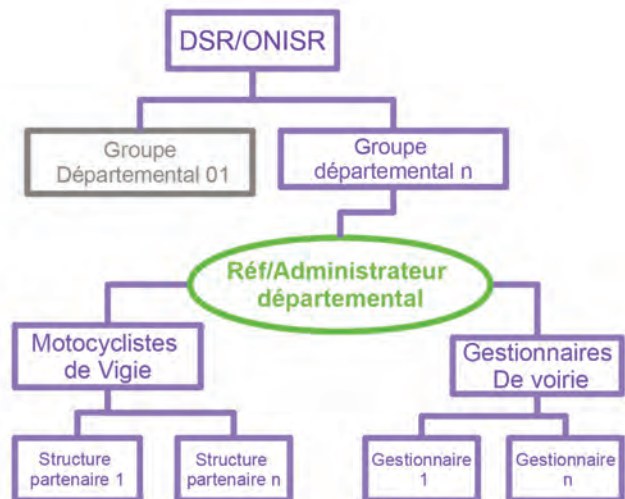 DSR/ONISR
Groupe
Départemental 01
Groupe
départemental n
Réf/Administrateur
départemental
Motocyclistes
de Vigie
Gestionnaires
De voirie
Structure
partenaire 1
Structure
partenaire n
Gestionnaire
1
Gestionnaire
n